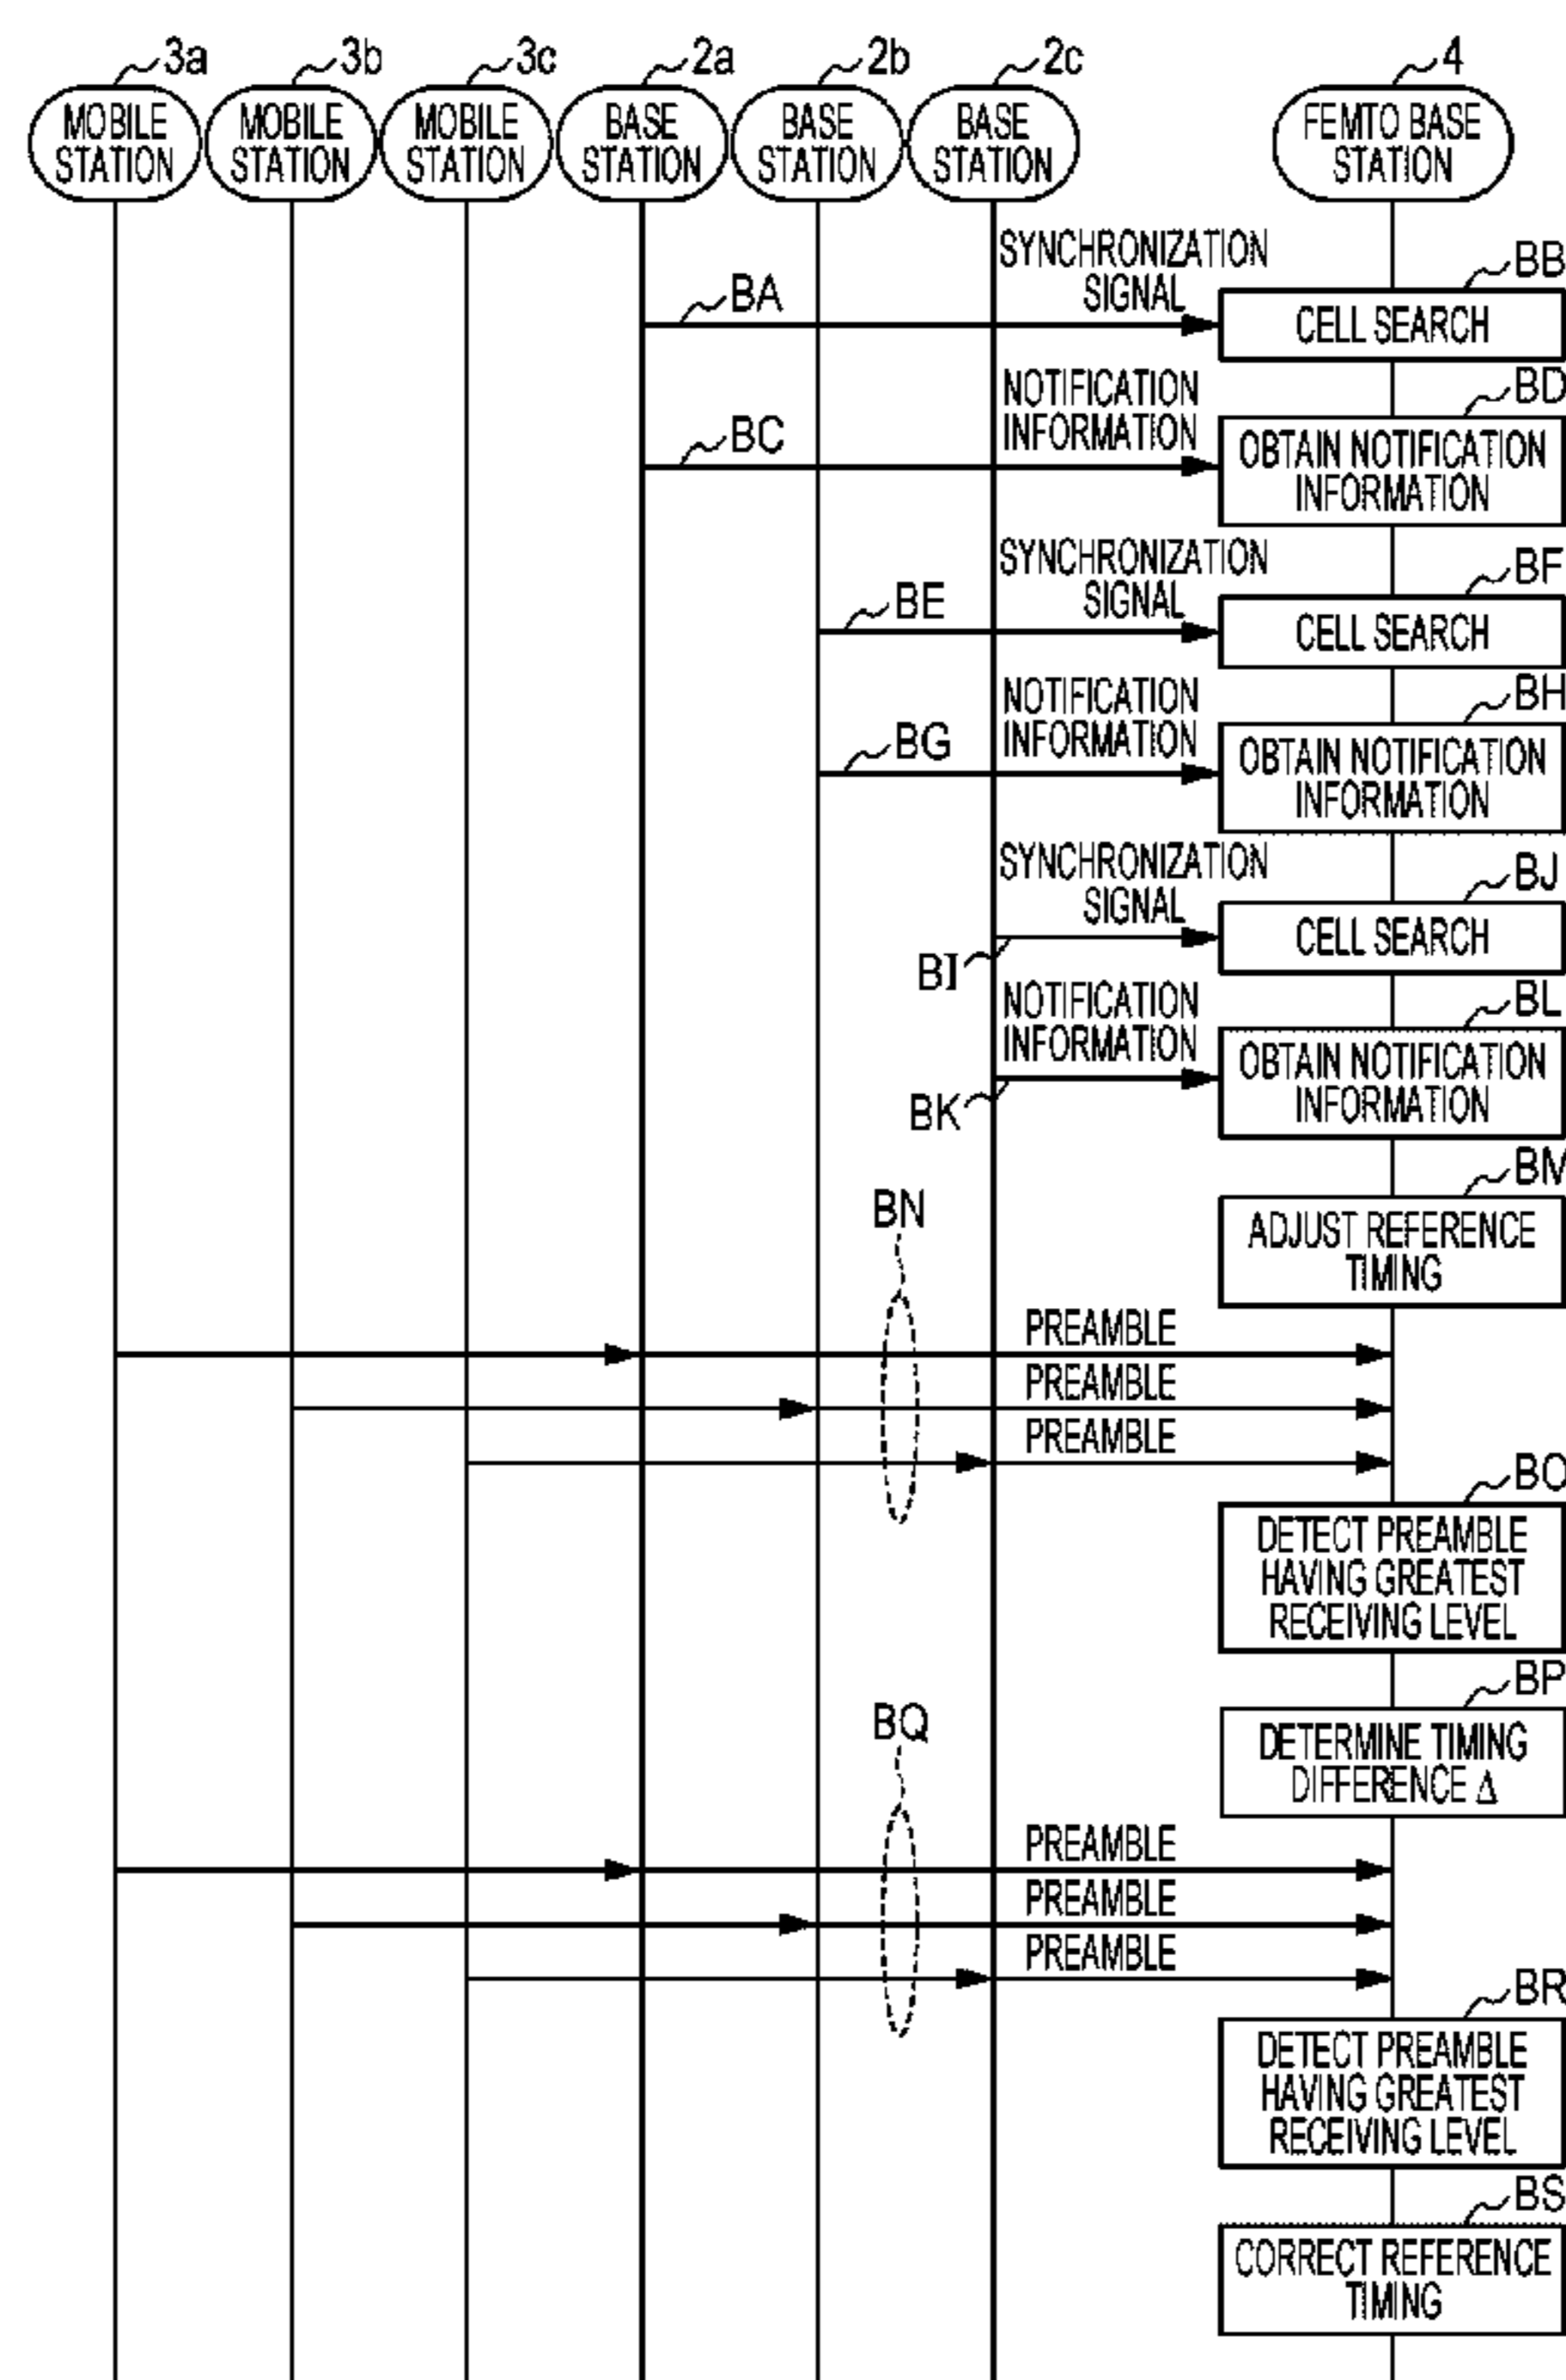 3a
3b
3c
2a
2b
2c
4
MOBILE
STATION
MOBILE
STATION
MOBILE
STATION
BASE
STATION
BASE
STATION
BASE
STATION
FEMTO BASE
STATION
SYNCHRONIZATION
SIGNAL
BA
BB
CELL SEARCH
NOTIFICATION
INFORMATION
BC
BD
OBTAIN NOTIFICATION
INFORMATION
SYNCHRONIZATION
SIGNAL
BE
BF
CELL SEARCH
NOTIFICATION
INFORMATION
BG
BH
OBTAIN NOTIFICATION
INFORMATION
SYNCHRONIZATION
SIGNAL
BI
BJ
CELL SEARCH
NOTIFICATION
INFORMATION
BK
BL
OBTAIN NOTIFICATION
INFORMATION
BM
ADJUST REFERENCE
TIMING
BN
PREAMBLE
PREAMBLE
PREAMBLE
BO
DETECT PREAMBLE
HAVING GREATEST
RECEIVING LEVEL
BP
DETERMINE TIMING
DIFFERENCE Δ
BQ
PREAMBLE
PREAMBLE
PREAMBLE
BR
DETECT PREAMBLE
HAVING GREATEST
RECEIVING LEVEL
BS
CORRECT REFERENCE
TIMING